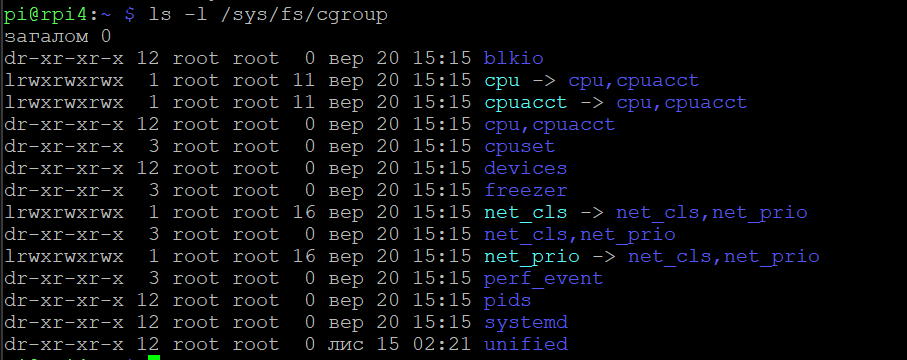 pi@rpi4:~ $ ls -l /sys/fs/cgroup
загалом 0
dr-xr-xr-x 12 root root  0 вер 20 15:15 blkio
lrwxrwxrwx  1 root root 11 вер 20 15:15 cpu -> cpu,cpuacct
lrwxrwxrwx  1 root root 11 вер 20 15:15 cpuacct -> cpu,cpuacct
dr-xr-xr-x 12 root root  0 вер 20 15:15 cpu,cpuacct
dr-xr-xr-x  3 root root  0 вер 20 15:15 cpuset
dr-xr-xr-x 12 root root  0 вер 20 15:15 devices
dr-xr-xr-x  3 root root  0 вер 20 15:15 freezer
lrwxrwxrwx  1 root root 16 вер 20 15:15 net_cls -> net_cls,net_prio
dr-xr-xr-x  3 root root  0 вер 20 15:15 net_cls,net_prio
lrwxrwxrwx  1 root root 16 вер 20 15:15 net_prio -> net_cls,net_prio
dr-xr-xr-x  3 root root  0 вер 20 15:15 perf_event
dr-xr-xr-x 12 root root  0 вер 20 15:15 pids
dr-xr-xr-x 12 root root  0 вер 20 15:15 systemd
dr-xr-xr-x 12 root root  0 лис 15 02:21 unified